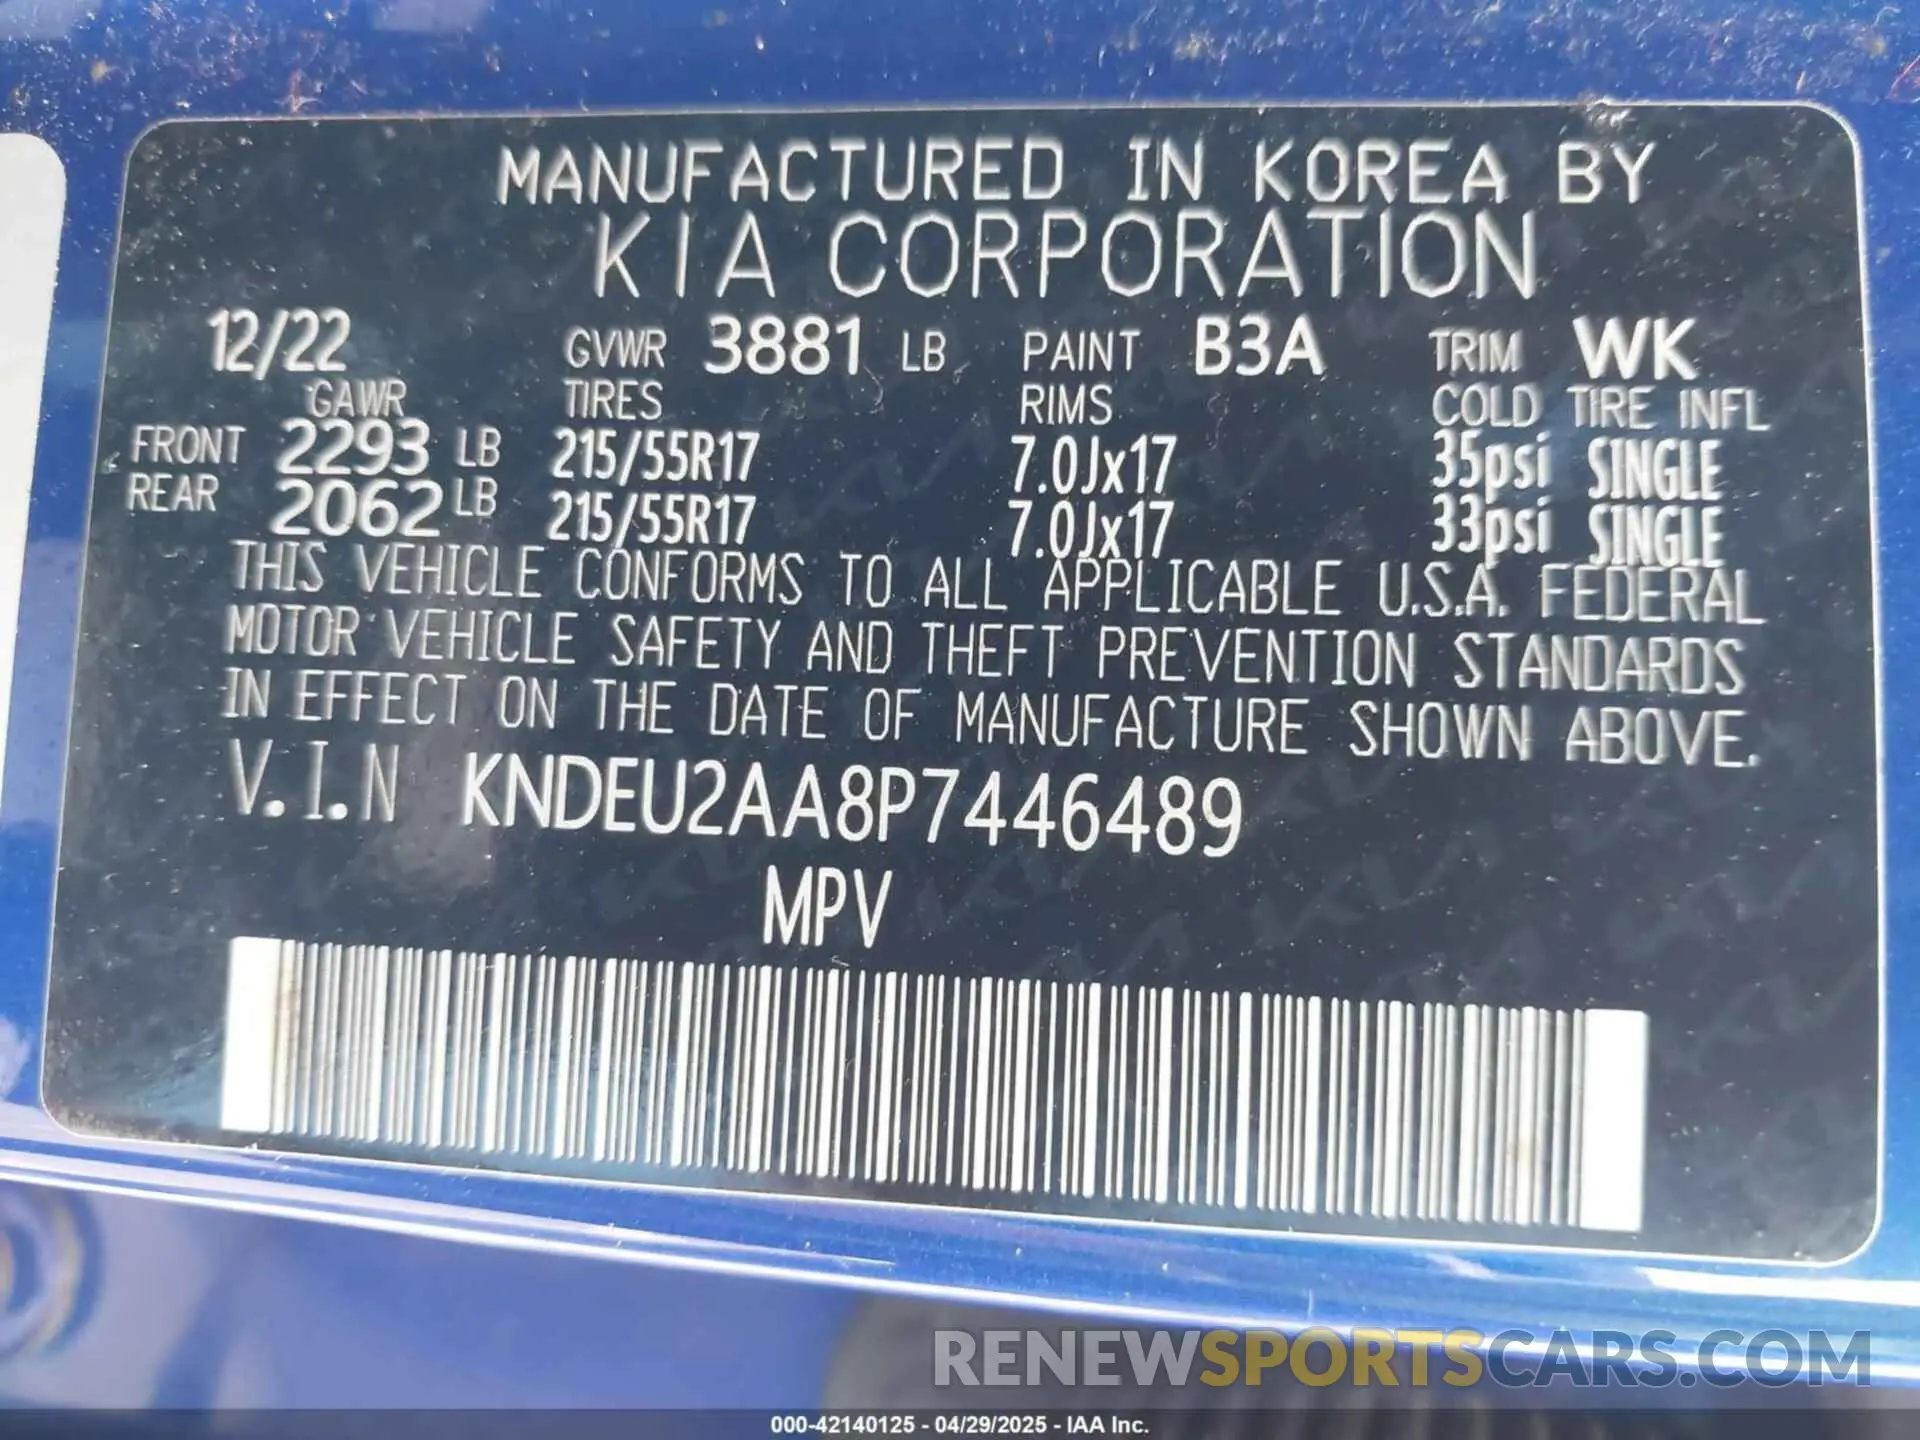 MANUFACTURED IN KOREA BY
KIA CORPORATION
12/22 GVWR 3881 LB PAINT B3A TRIM WK
GAWR TIRES RIMS COLD TIRE INFL
FRONT 2293 LB 215/55R17 7.0Jx17 35psi SINGLE
REAR 2062 LB 215/55R17 7.0Jx17 33psi SINGLE
THIS VEHICLE CONFORMS TO ALL APPLICABLE U.S.A. FEDERAL
MOTOR VEHICLE SAFETY AND THEFT PREVENTION STANDARDS
IN EFFECT ON THE DATE OF MANUFACTURE SHOWN ABOVE.
V.I.N KNDEU2AA8P7446489
MPV
RENEWSPORTSCARS.COM
000-42140125 - 04/29/2025 - IAA Inc.